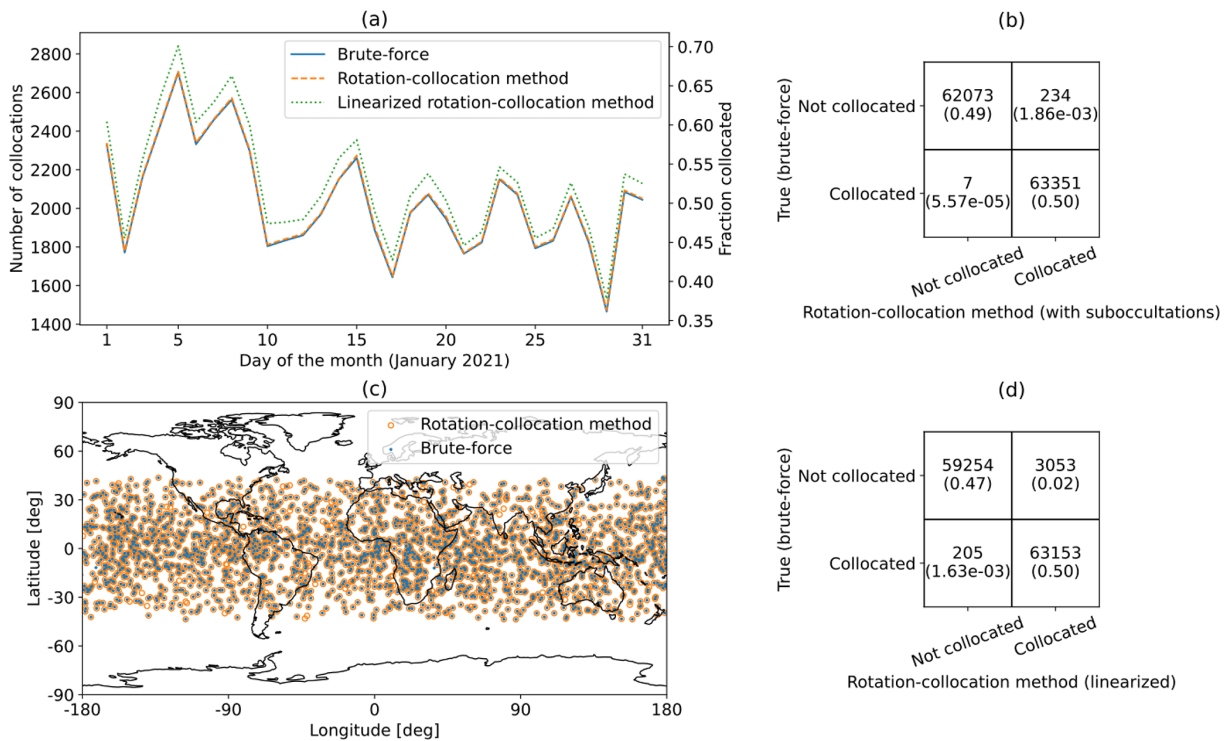 (a)
2800
2600
2400
2200
2000
1800
1600
1400
Number of collocations
Brute-force
Rotation-collocation method
Linearized rotation-collocation method
0.70
0.65
0.60
0.55
0.50
0.45
0.40
0.35
Fraction collocated
1 5 10 15 20 25 31
Day of the month (January 2021)
(b)
True (brute-force)
Not collocated
Collocated
62073
(0.49)
234
(1.86e-03)
7
(5.57e-05)
63351
(0.50)
Not collocated
Collocated
Rotation-collocation method (with suboccultations)
(c)
90
60
30
0
-30
-60
-90
Latitude [deg]
Rotation-collocation method
Brute-force
-180 -90 0 90 180
Longitude [deg]
(d)
True (brute-force)
Not collocated
Collocated
59254
(0.47)
3053
(0.02)
205
(1.63e-03)
63153
(0.50)
Not collocated
Collocated
Rotation-collocation method (linearized)